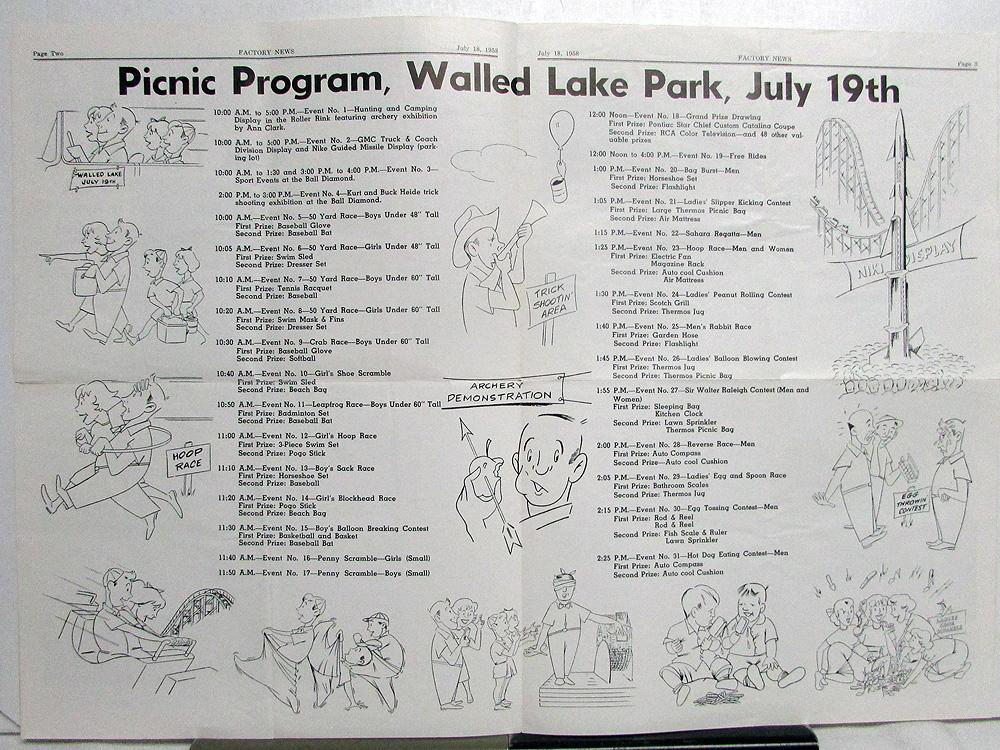 Page Two
FACTORY NEWS
July 18, 1958
July 18, 1958
FACTORY NEWS
Page 3
Picnic Program, Walled Lake Park, July 19th
10:00 A.M. to 5:00 P.M.—Event No. 1—Hunting and Camping
Display in the Roller Rink featuring archery exhibition
by Ann Clark.
10:00 A.M. to 5:00 P.M.—Event No. 2—GMC Truck & Coach
Division Display and Nike Guided Missile Display (park-
ing lot)
10:00 A.M. to 1:30 and 3:00 P.M. to 4:00 P.M.—Event No. 3—
Sport Events at the Ball Diamond.
2:00 P.M. to 3:00 P.M.—Event No. 4—Kurt and Buck Heide trick
shooting exhibition at the Ball Diamond.
10:00 A.M.—Event No. 5—50 Yard Race—Boys Under 48" Tall
First Prize: Baseball Glove
Second Prize: Baseball Bat
10:05 A.M.—Event No. 6—50 Yard Race—Girls Under 48" Tall
First Prize: Swim Sled
Second Prize: Dresser Set
10:10 A.M.—Event No. 7—50 Yard Race—Boys Under 60" Tall
First Prize: Tennis Racquet
Second Prize: Baseball
10:20 A.M.—Event No. 8—50 Yard Race—Girls Under 60" Tall
First Prize: Swim Mask & Fins
Second Prize: Dresser Set
10:30 A.M.—Event No. 9—Crab Race—Boys Under 60" Tall
First Prize: Baseball Glove
Second Prize: Softball
10:40 A.M.—Event No. 10—Girl's Shoe Scramble
First Prize: Swim Sled
Second Prize: Beach Bag
10:50 A.M.—Event No. 11—Leapfrog Race—Boys Under 60" Tall
First Prize: Badminton Set
Second Prize: Baseball Bat
11:00 A.M.—Event No. 12—Girl's Hoop Race
First Prize: 3-Piece Swim Set
Second Prize: Pogo Stick
11:10 A.M.—Event No. 13—Boy's Sack Race
First Prize: Horseshoe Set
Second Prize: Baseball
11:20 A.M.—Event No. 14—Girl's Blockhead Race
First Prize: Pogo Stick
Second Prize: Beach Bag
11:30 A.M.—Event No. 15—Boy's Balloon Breaking Contest
First Prize: Basketball and Basket
Second Prize: Baseball Bat
11:40 A.M.—Event No. 16—Penny Scramble—Girls (Small)
11:50 A.M.—Event No. 17—Penny Scramble—Boys (Small)
12:00 Noon—Event No. 18—Grand Prize Drawing
First Prize: Pontiac Star Chief Custom Catalina Coupe
Second Prize: RCA Color Television—and 48 other val-
uable prizes
12:00 Noon to 4:00 P.M.—Event No. 19—Free Rides
1:00 P.M.—Event No. 20—Bag Burst—Men
First Prize: Horseshoe Set
Second Prize: Flashlight
1:05 P.M.—Event No. 21—Ladies' Slipper Kicking Contest
First Prize: Large Thermos Picnic Bag
Second Prize: Air Mattress
1:15 P.M.—Event No. 22—Sahara Regatta—Men
1:25 P.M.—Event No. 23—Hoop Race—Men and Women
First Prize: Electric Fan
Magazine Rack
Second Prize: Auto cool Cushion
Air Mattress
1:30 P.M.—Event No. 24—Ladies' Peanut Rolling Contest
First Prize: Scotch Grill
Second Prize: Thermos Jug
1:40 P.M.—Event No. 25—Men's Rabbit Race
First Prize: Garden Hose
Second Prize: Flashlight
1:45 P.M.—Event No. 26—Ladies' Balloon Blowing Contest
First Prize: Thermos Jug
Second Prize: Thermos Picnic Bag
1:55 P.M.—Event No. 27—Sir Walter Raleigh Contest (Men and
Women)
First Prize: Sleeping Bag
Kitchen Clock
Second Prize: Lawn Sprinkler
Thermos Picnic Bag
2:00 P.M.—Event No. 28—Reverse Race—Men
First Prize: Auto Compass
Second Prize—Auto cool Cushion
2:05 P.M.—Event No. 29—Ladies' Egg and Spoon Race
First Prize: Bathroom Scales
Second Prize: Thermos Jug
2:15 P.M.—Event No. 30—Egg Tossing Contest—Men
First Prize: Rod & Reel
Rod & Reel
Second Prize: Fish Scale & Ruler
Lawn Sprinkler
2:25 P.M.—Event No. 31—Hot Dog Eating Contest—Men
First Prize: Auto Compass
Second Prize: Auto cool Cushion
WALLED LAKE
JULY 19TH
HOOP
RACE
TRICK
SHOOTIN'
AREA
ARCHERY
DEMONSTRATION
NIKE DISPLAY
EGG
THROWIN
CONTEST
LADIES
SHOE
SCRAMBLE